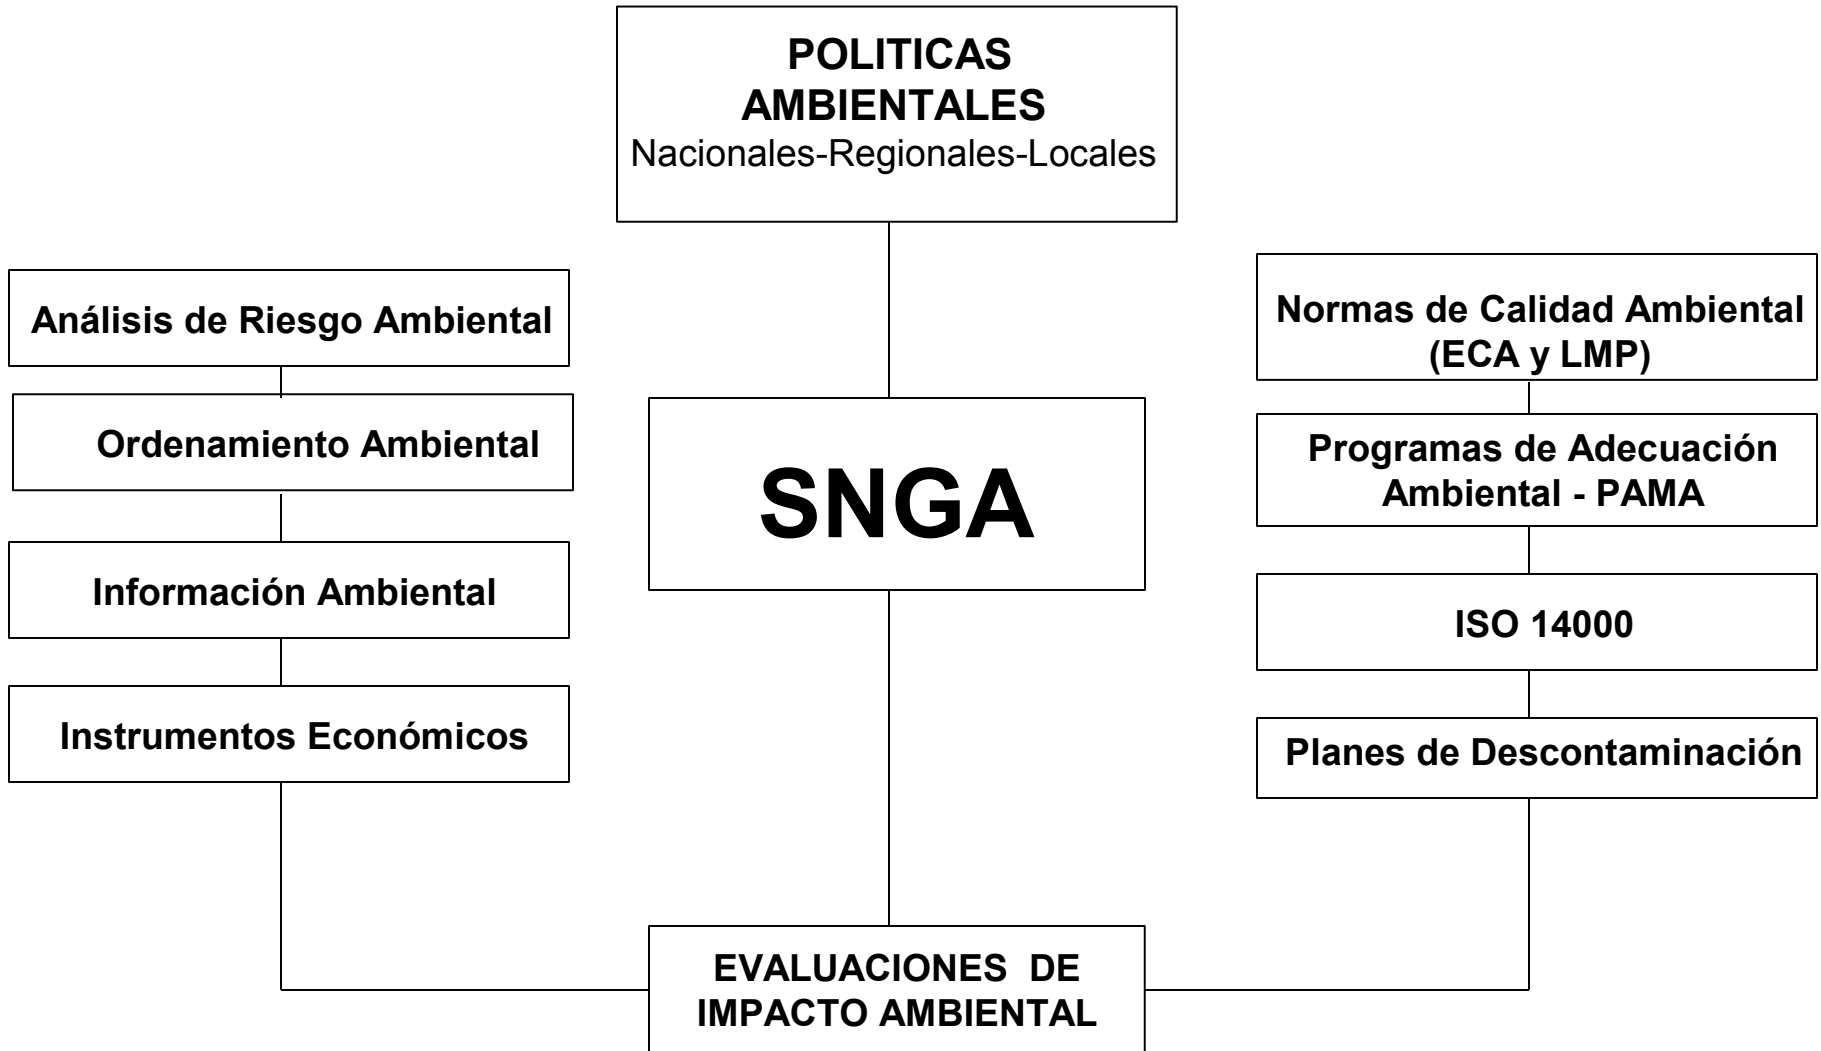 POLITICAS
AMBIENTALES
Nacionales-Regionales-Locales
Análisis de Riesgo Ambiental
Ordenamiento Ambiental
Información Ambiental
Instrumentos Económicos
SNGA
Normas de Calidad Ambiental
(ECA y LMP)
Programas de Adecuación
Ambiental - PAMA
ISO 14000
Planes de Descontaminación
EVALUACIONES DE
IMPACTO AMBIENTAL